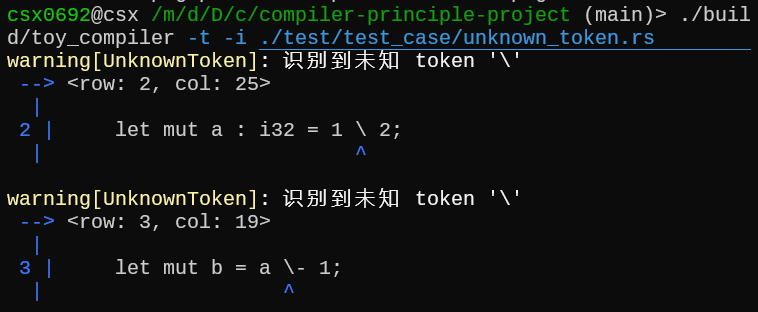 csx0692@csx /m/d/D/c/compiler-principle-project (main)> ./buil
d/toy_compiler -t -i ./test/test_case/unknown_token.rs
warning[UnknownToken]: 识别到未知 token '\'
 --> <row: 2, col: 25>
  |
 2 |     let mut a : i32 = 1 \ 2;
  |                          ^
warning[UnknownToken]: 识别到未知 token '\'
 --> <row: 3, col: 19>
  |
 3 |     let mut b = a \- 1;
  |                    ^